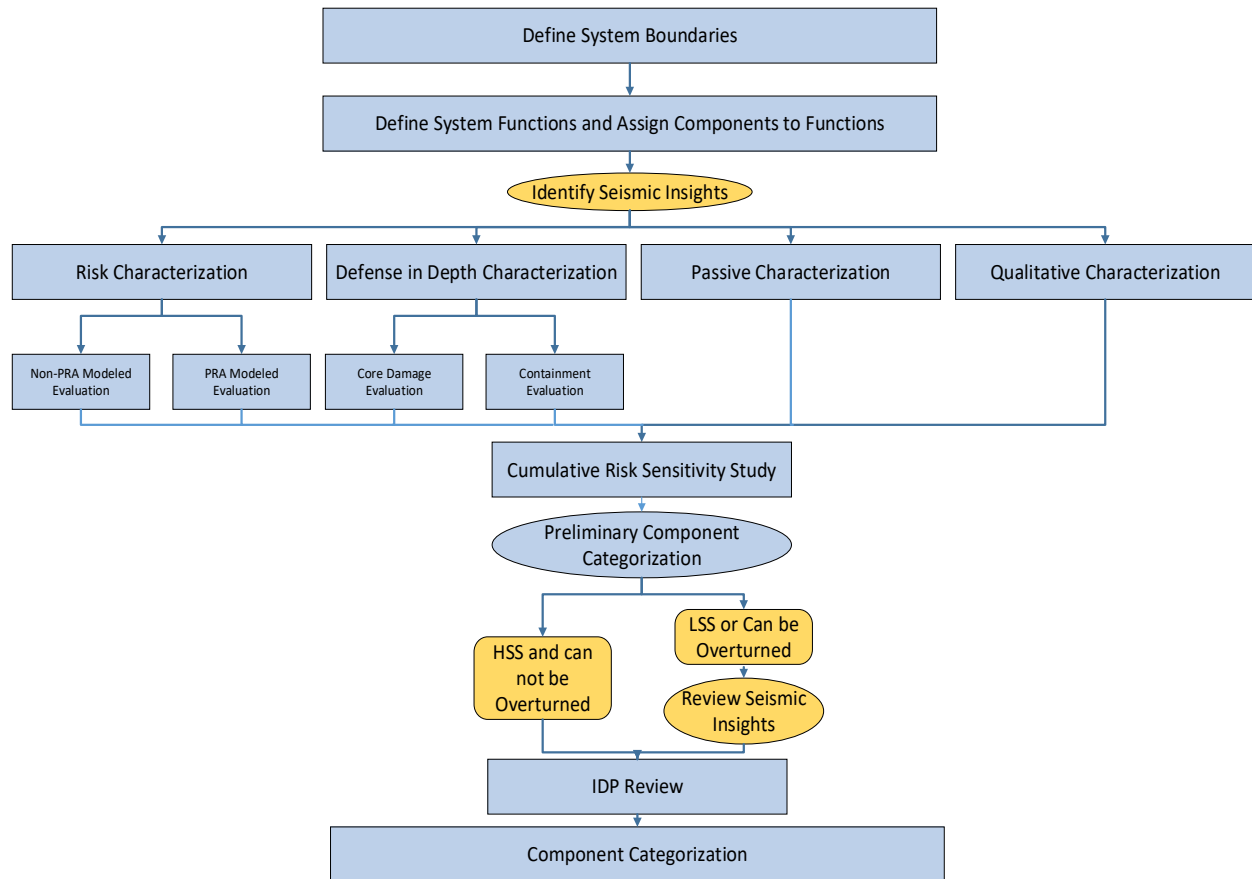 Define System Boundaries
Define System Functions and Assign Components to Functions
Identify Seismic Insights
Risk Characterization
Defense in Depth Characterization
Passive Characterization
Qualitative Characterization
Non-PRA Modeled
Evaluation
PRA Modeled
Evaluation
Core Damage
Evaluation
Containment
Evaluation
Cumulative Risk Sensitivity Study
Preliminary Component
Categorization
HSS and can
not be
Overturned
LSS or Can be
Overturned
Review Seismic
Insights
IDP Review
Component Categorization